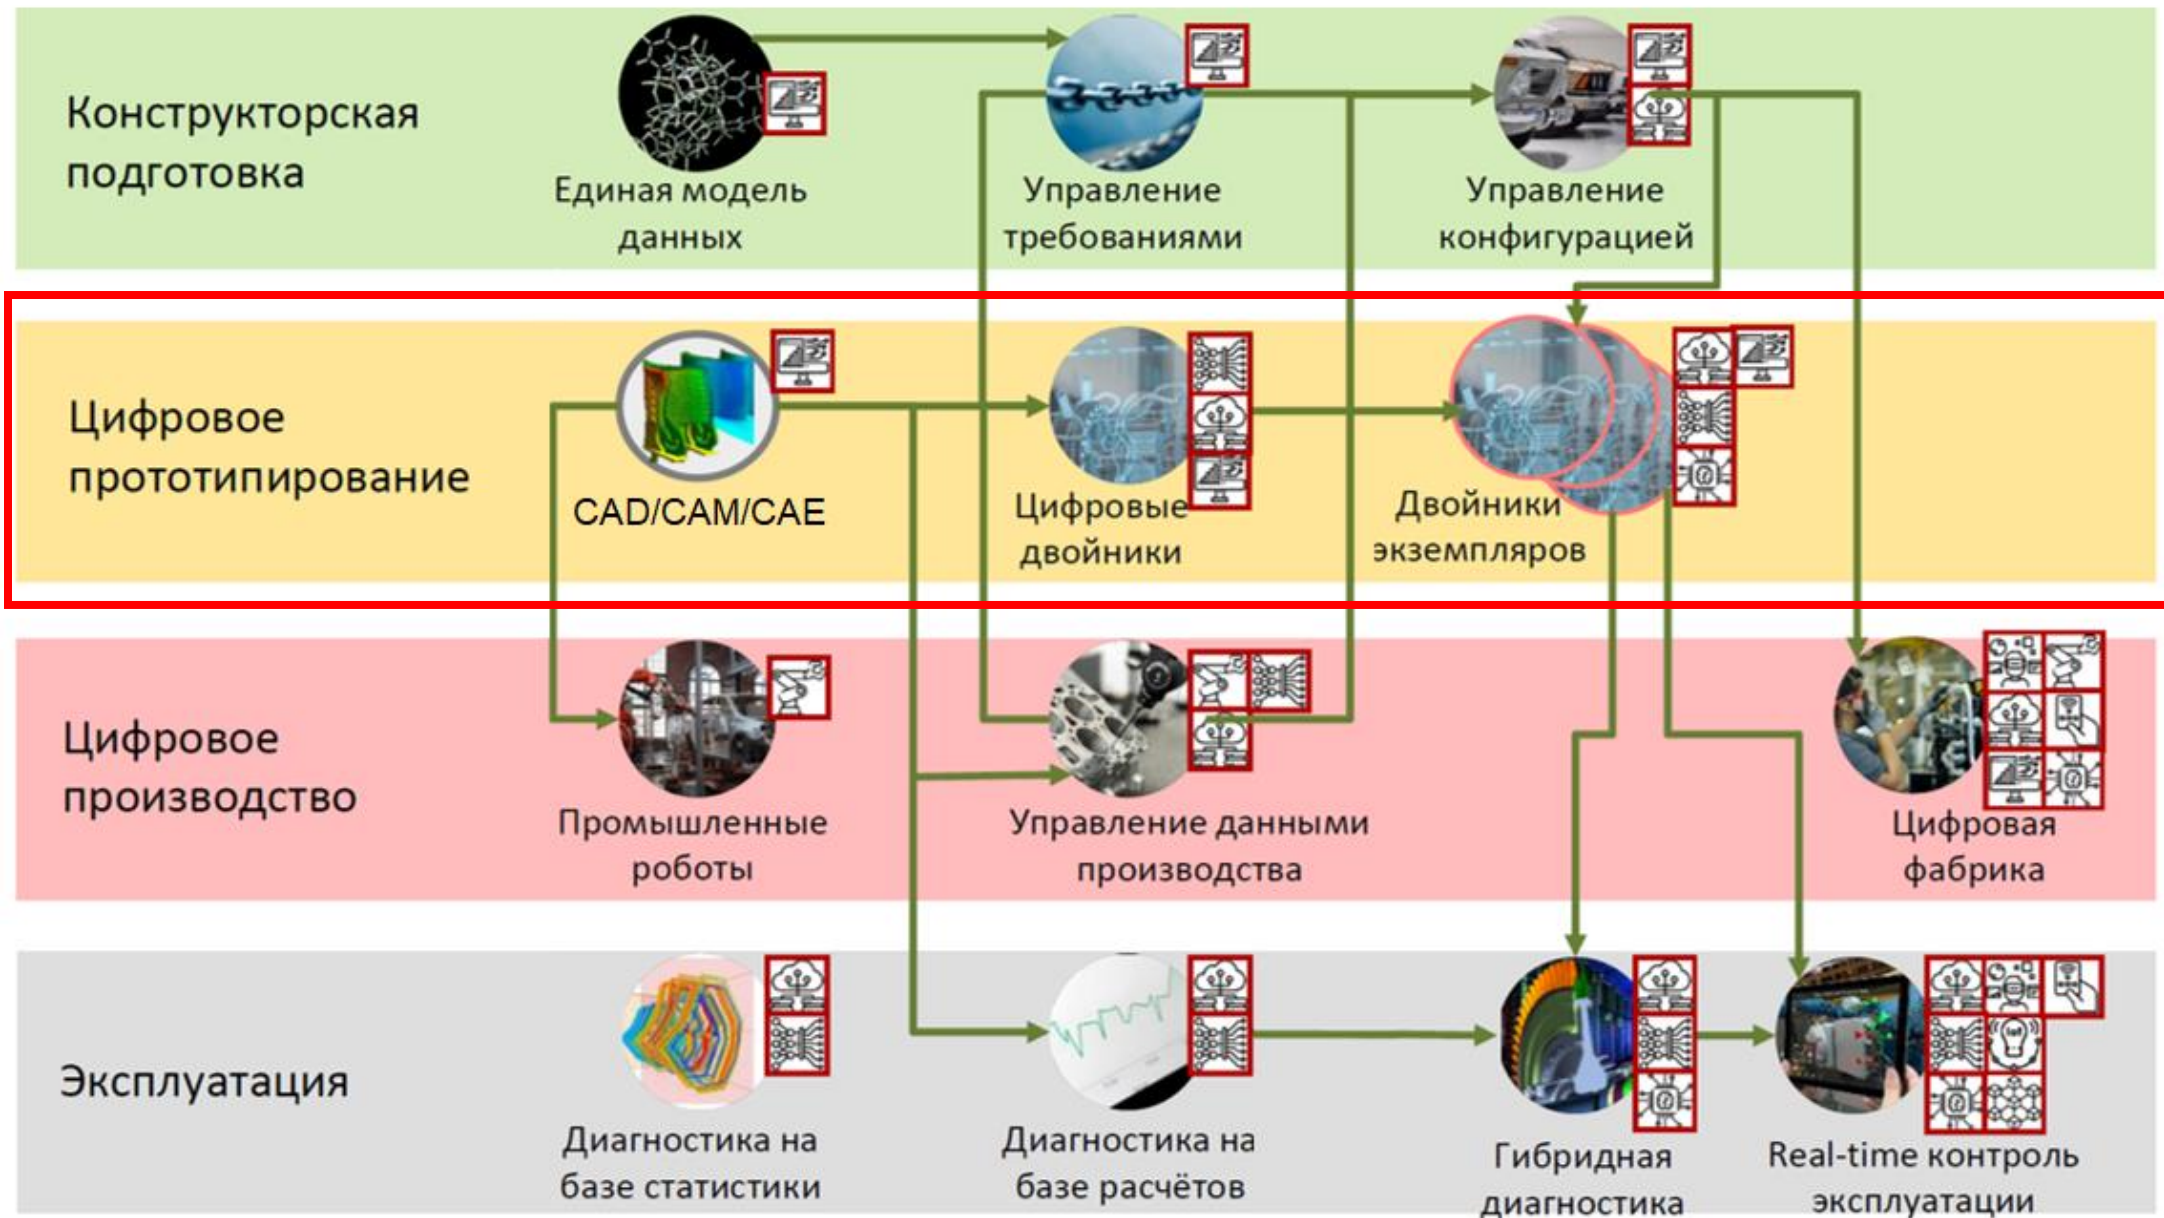 Конструкторская
подготовка
Единая модель
данных
Управление
требованиями
Управление
конфигурацией
Цифровое
прототипирование
CAD/CAM/CAE
Цифровые
двойники
Двойники
экземпляров
Цифровое
производство
Промышленные
роботы
Управление данными
производства
Цифровая
фабрика
Эксплуатация
Диагностика на
базе статистики
Диагностика на
базе расчётов
Гибридная
диагностика
Real-time контроль
эксплуатации